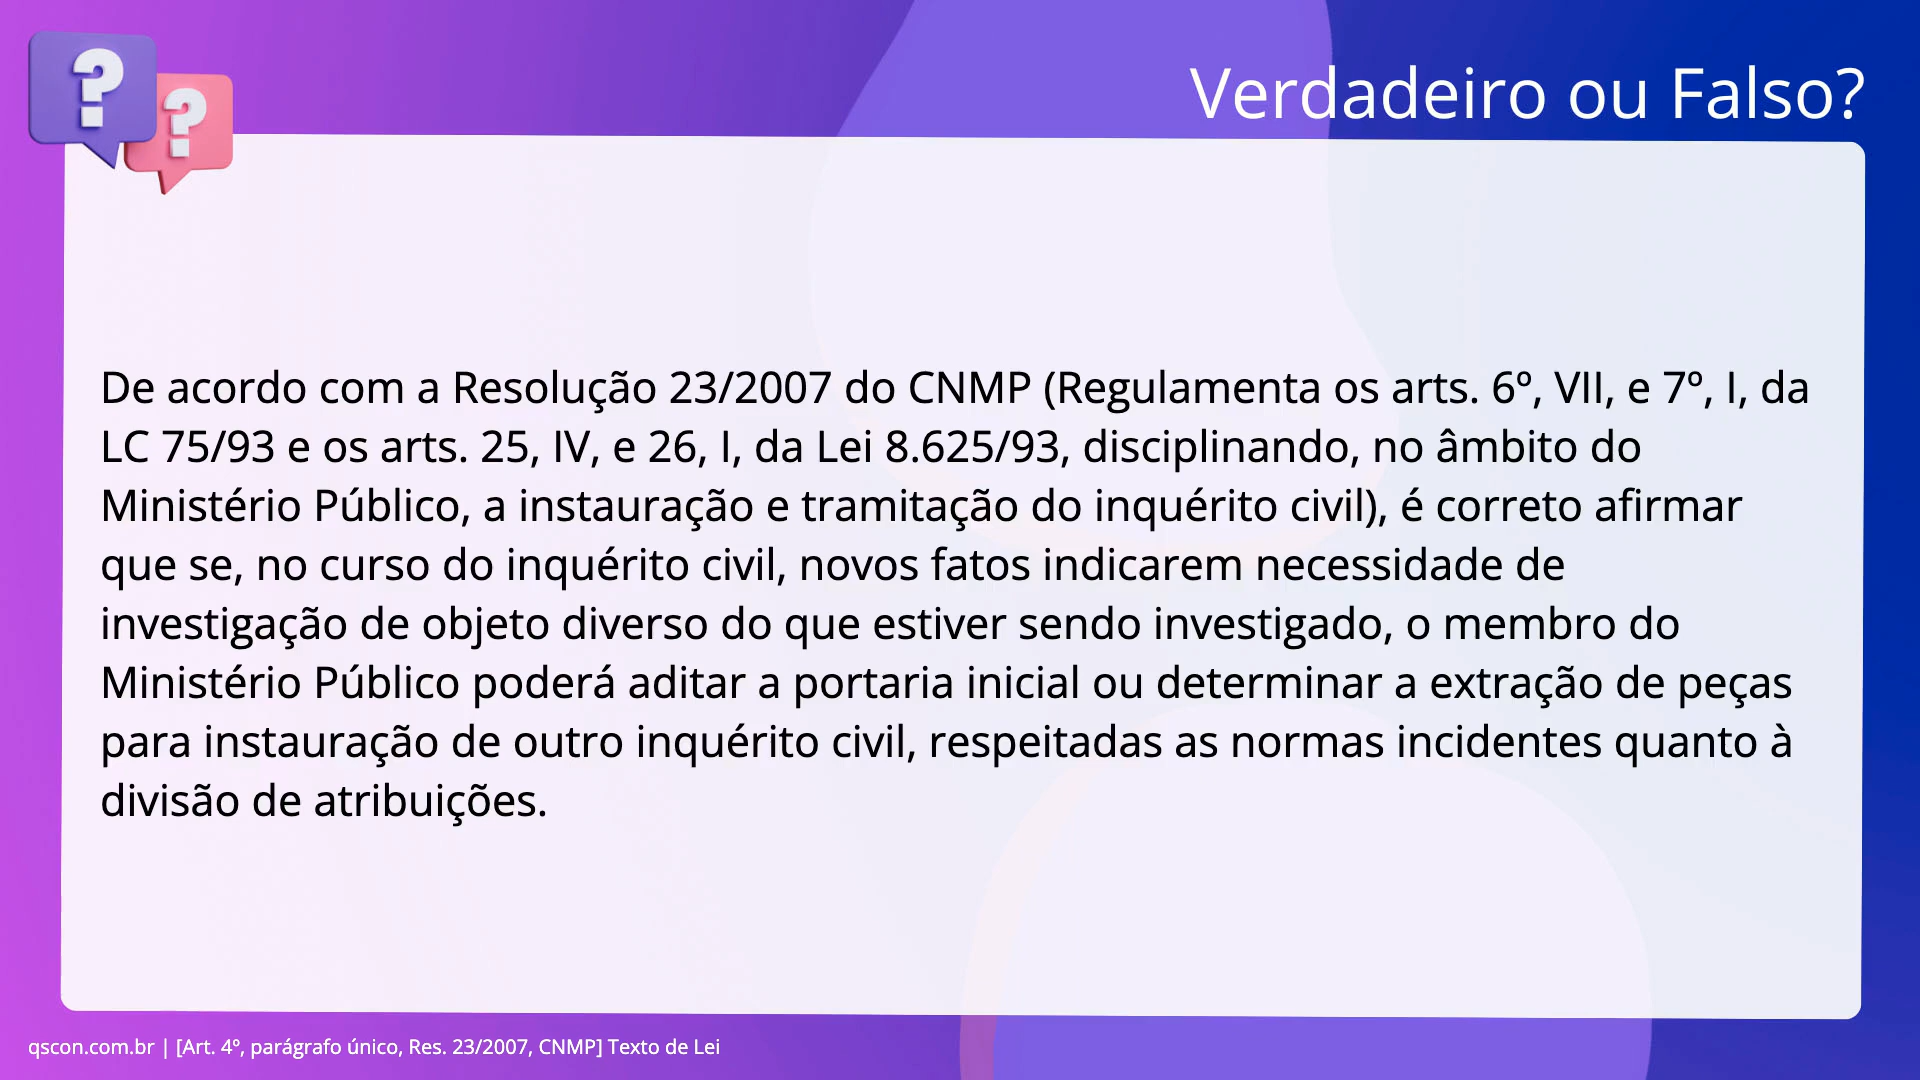 Verdadeiro ou Falso?
De acordo com a Resolução 23/2007 do CNMP (Regulamenta os arts. 6º, VII, e 7º, I, da
LC 75/93 e os arts. 25, IV, e 26, I, da Lei 8.625/93, disciplinando, no âmbito do
Ministério Público, a instauração e tramitação do inquérito civil), é correto afirmar
que se, no curso do inquérito civil, novos fatos indicarem necessidade de
investigação de objeto diverso do que estiver sendo investigado, o membro do
Ministério Público poderá aditar a portaria inicial ou determinar a extração de peças
para instauração de outro inquérito civil, respeitadas as normas incidentes quanto à
divisão de atribuições.
qscon.com.br | [Art. 4º, parágrafo único, Res. 23/2007, CNMP] Texto de Lei